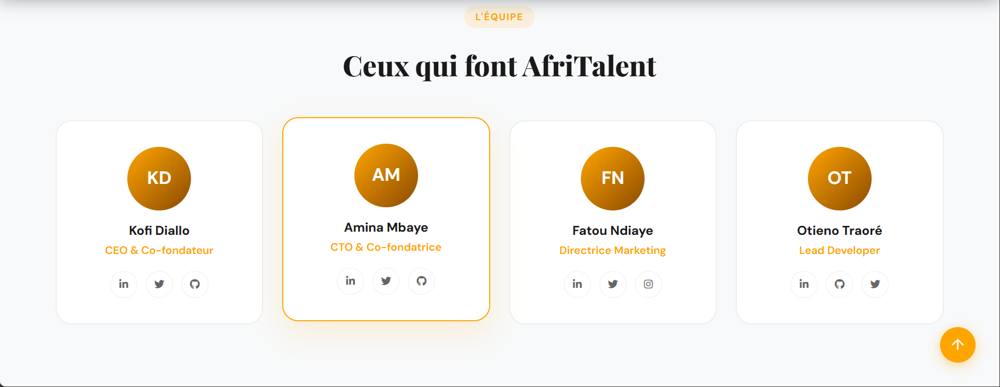 L'ÉQUIPE
Ceux qui font AfriTalent
KD
Kofi Diallo
CEO & Co-fondateur
in
AM
Amina Mbaye
CTO & Co-fondatrice
in
FN
Fatou Ndiaye
Directrice Marketing
in
OT
Otieno Traoré
Lead Developer
in